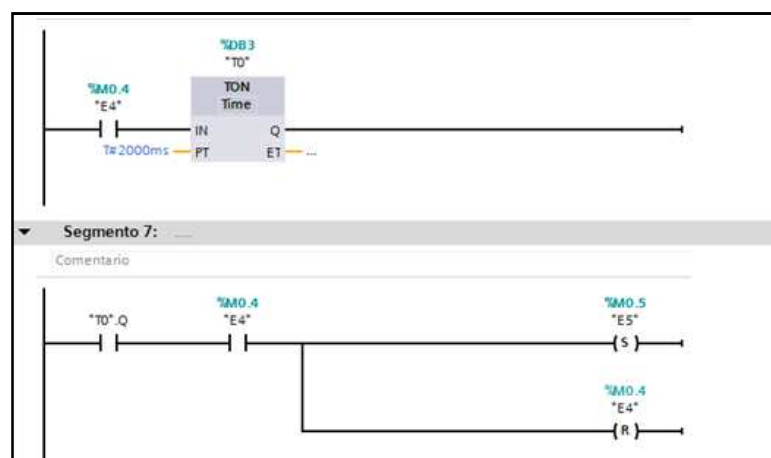 %DB3
"T0"
%M0.4
"E4"
TON
Time
IN Q
T#2000ms PT ET ...
Segmento 7: ....
Comentario
"T0".Q
%M0.4
"E4"
%M0.5
"E5"
S
%M0.4
"E4"
R